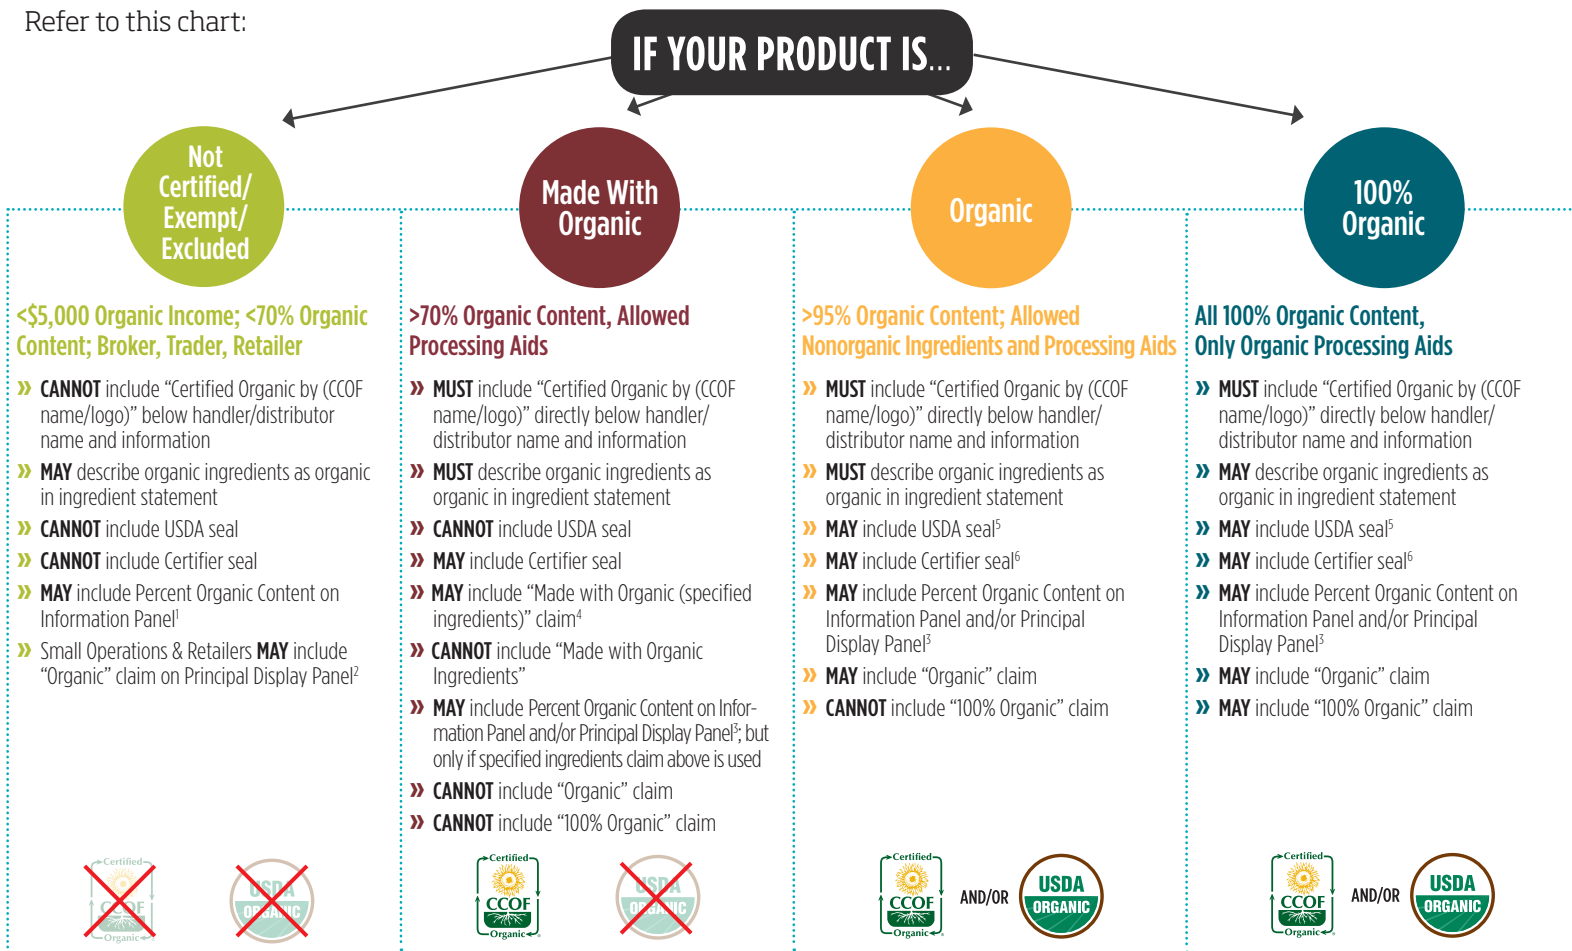 Refer to this chart:
IF YOUR PRODUCT IS...
Not
Certified/
Exempt/
Excluded
<$5,000 Organic Income; <70% Organic
Content; Broker, Trader, Retailer
» CANNOT include “Certified Organic by (CCOF
name/logo)” below handler/distributor
name and information
» MAY describe organic ingredients as organic
in ingredient statement
» CANNOT include USDA seal
» CANNOT include Certifier seal
» MAY include Percent Organic Content on
Information Panel¹
» Small Operations & Retailers MAY include
“Organic” claim on Principal Display Panel²
Certified
CCOF
Organic
USDA
ORGANIC
Made With
Organic
>70% Organic Content, Allowed
Processing Aids
» MUST include “Certified Organic by (CCOF
name/logo)” directly below handler/
distributor name and information
» MUST describe organic ingredients as
organic in ingredient statement
» CANNOT include USDA seal
» MAY include Certifier seal
» MAY include “Made with Organic (specified
ingredients)” claim⁴
» CANNOT include “Made with Organic
Ingredients”
» MAY include Percent Organic Content on Infor-
mation Panel and/or Principal Display Panel³; but
only if specified ingredients claim above is used
» CANNOT include “Organic” claim
» CANNOT include “100% Organic” claim
Certified
CCOF
Organic
USDA
ORGANIC
Organic
>95% Organic Content; Allowed
Nonorganic Ingredients and Processing Aids
» MUST include “Certified Organic by (CCOF
name/logo)” directly below handler/
distributor name and information
» MUST describe organic ingredients as
organic in ingredient statement
» MAY include USDA seal⁵
» MAY include Certifier seal⁶
» MAY include Percent Organic Content on
Information Panel and/or Principal
Display Panel³
» MAY include “Organic” claim
» CANNOT include “100% Organic” claim
Certified
CCOF
Organic
AND/OR
USDA
ORGANIC
100%
Organic
All 100% Organic Content,
Only Organic Processing Aids
» MUST include “Certified Organic by (CCOF
name/logo)” directly below handler/
distributor name and information
» MAY describe organic ingredients as
organic in ingredient statement
» MAY include USDA seal⁵
» MAY include Certifier seal⁶
» MAY include Percent Organic Content on
Information Panel and/or Principal
Display Panel³
» MAY include “Organic” claim
» MAY include “100% Organic” claim
Certified
CCOF
Organic
AND/OR
USDA
ORGANIC